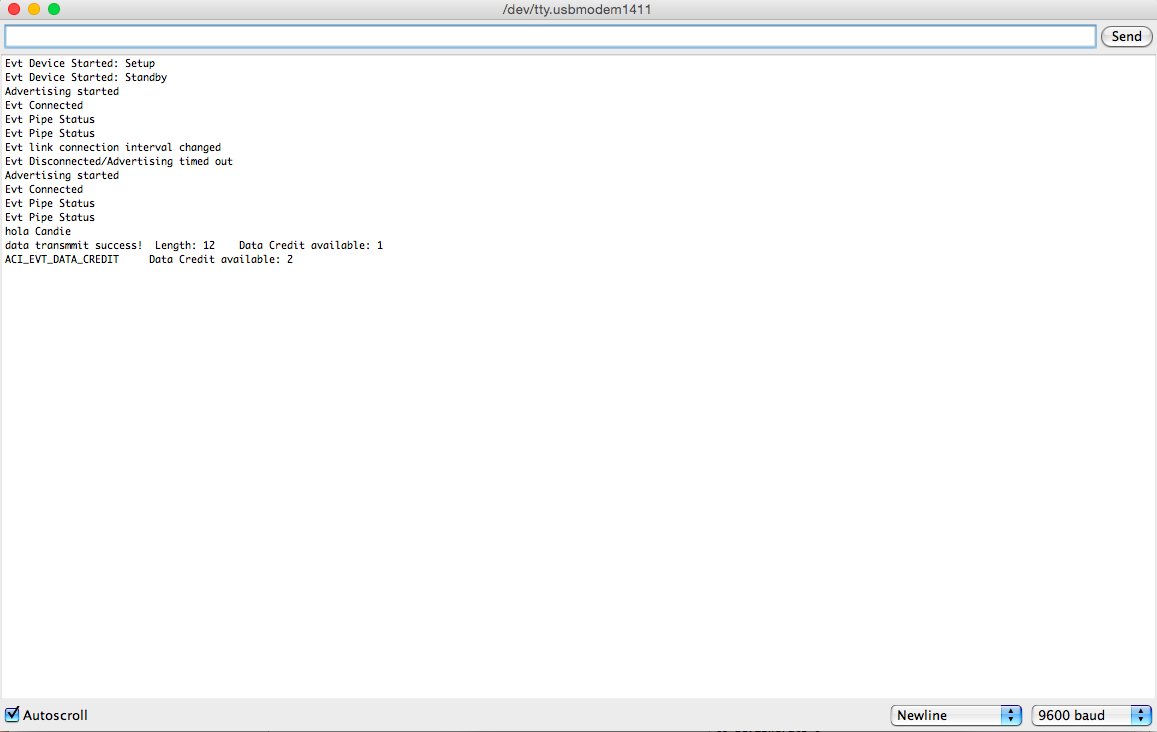 /dev/tty.usbmodem1411
Send
Evt Device Started: Setup
Evt Device Started: Standby
Advertising started
Evt Connected
Evt Pipe Status
Evt Pipe Status
Evt link connection interval changed
Evt Disconnected/Advertising timed out
Advertising started
Evt Connected
Evt Pipe Status
Evt Pipe Status
hola Candie
data transmmit success!  Length: 12    Data Credit available: 1
ACI_EVT_DATA_CREDIT     Data Credit available: 2
Autoscroll
Newline
9600 baud